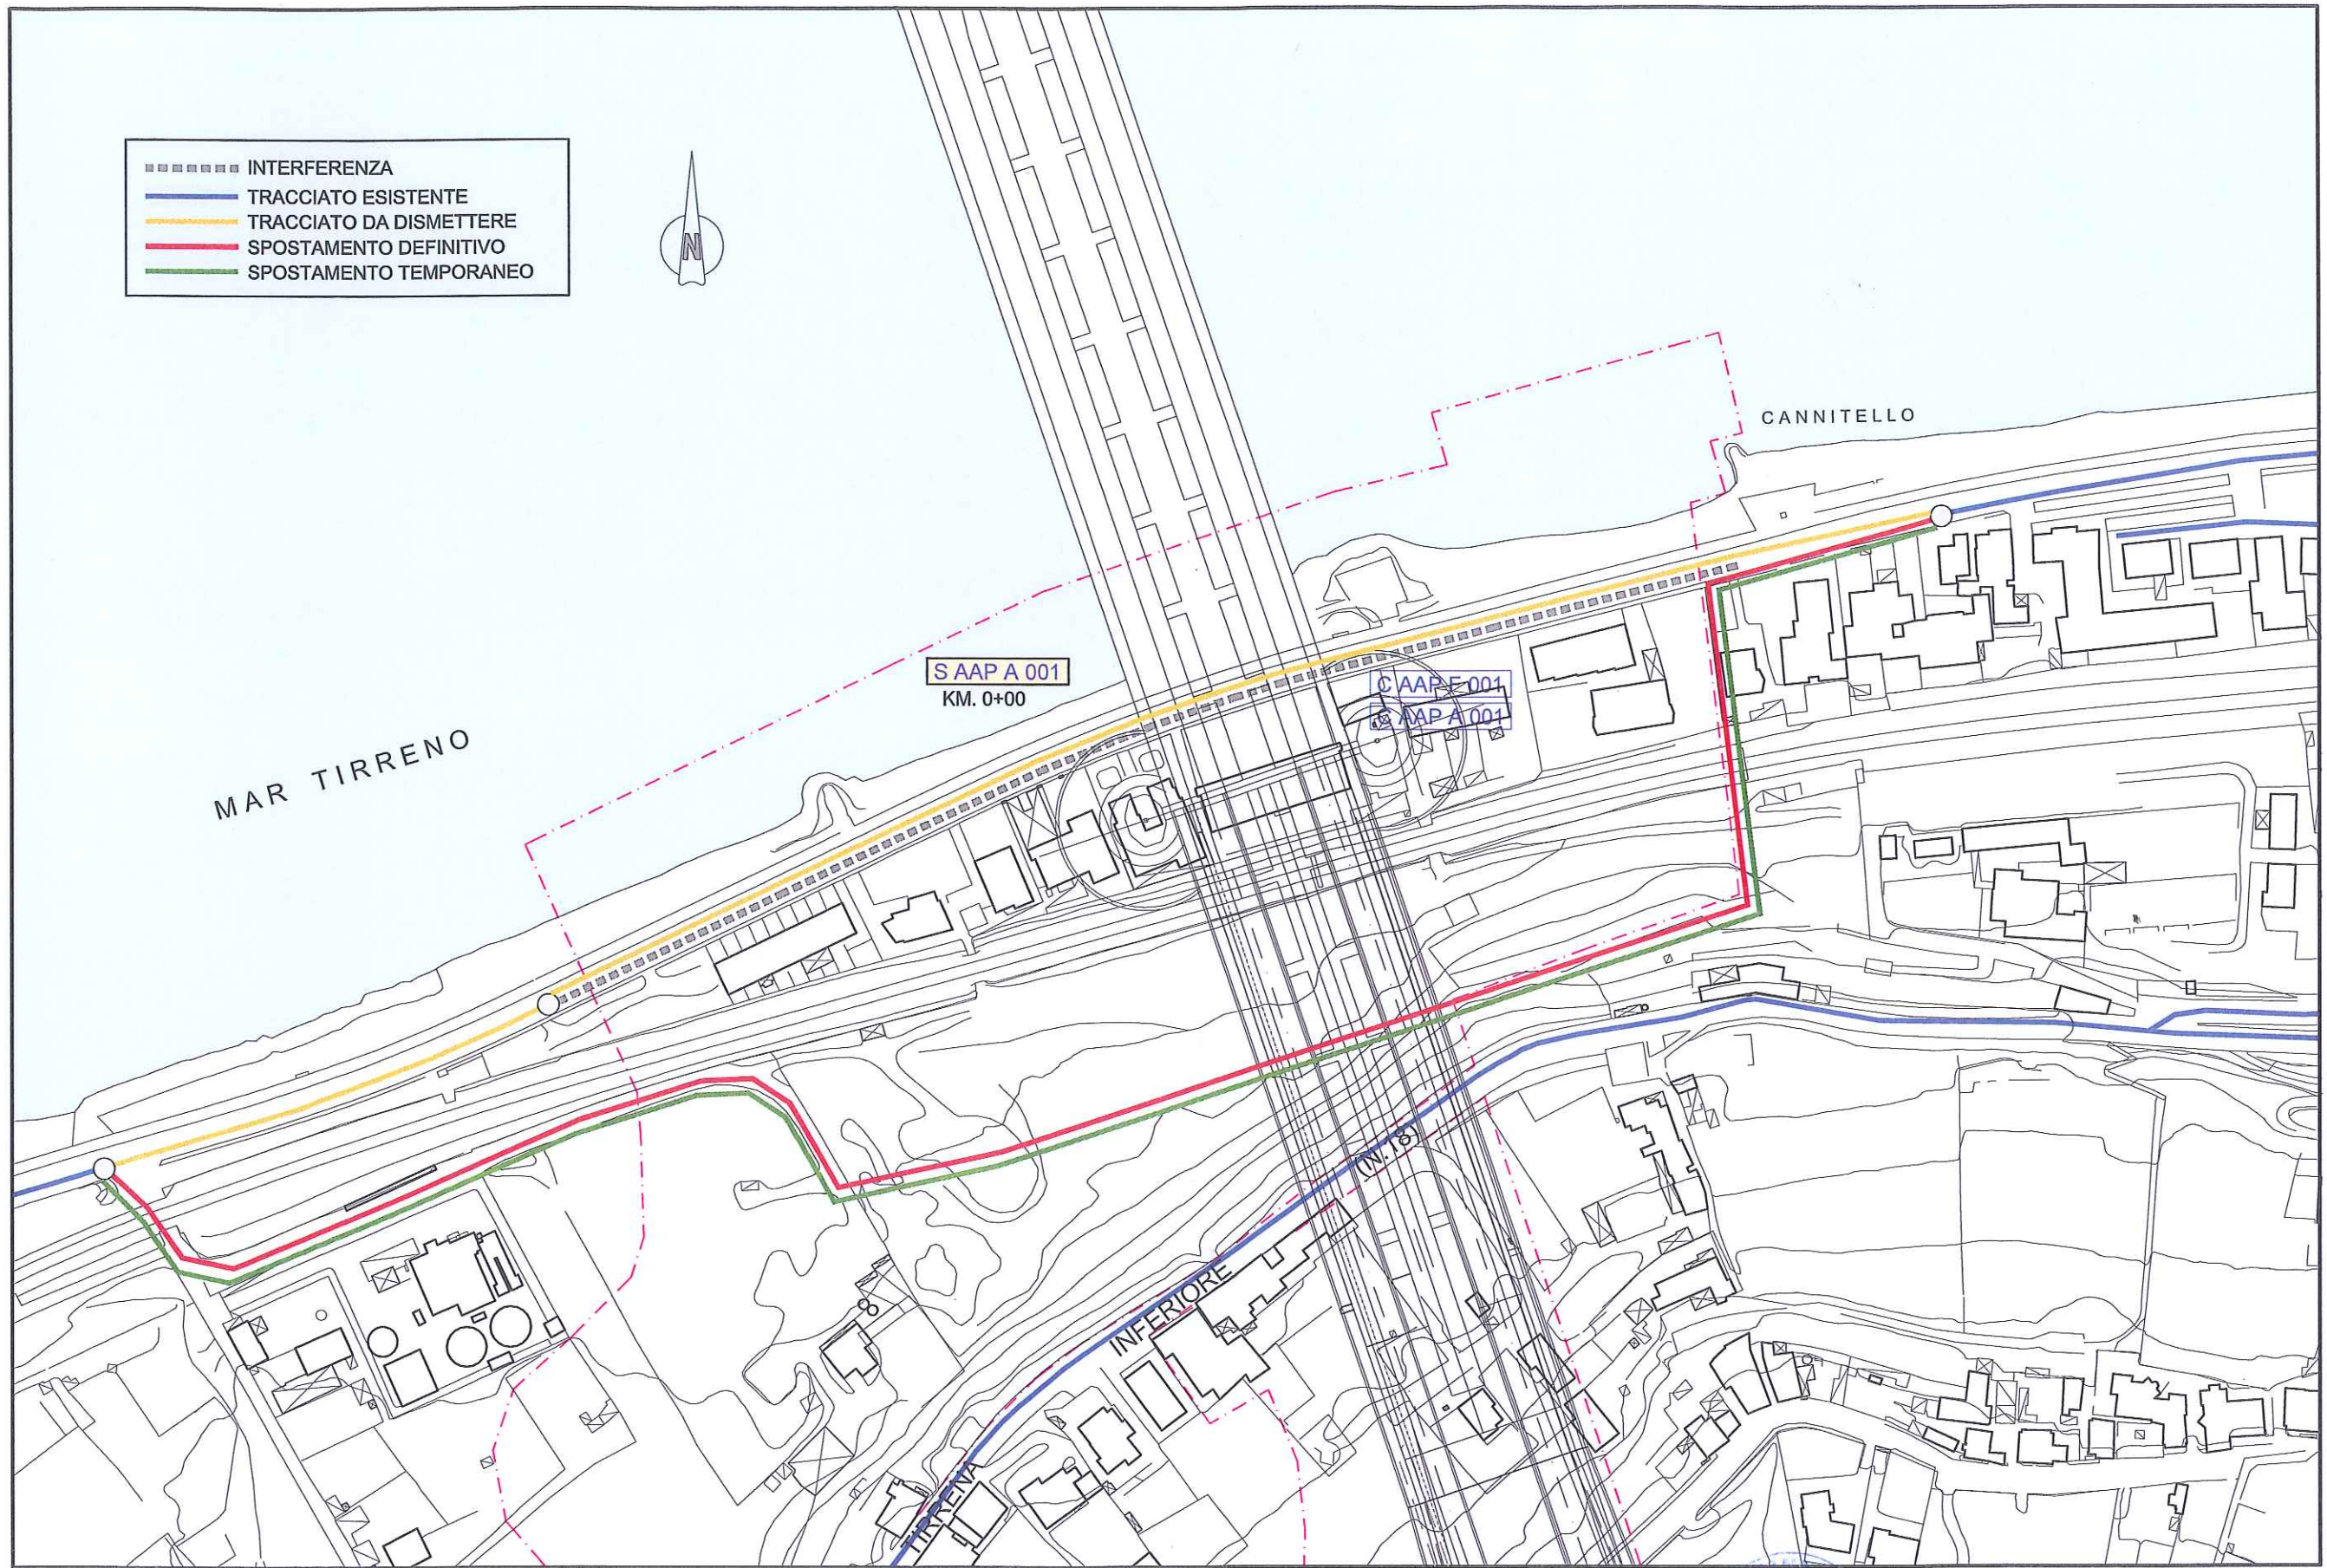 INTERFERENZA
TRACCIATO ESISTENTE
TRACCIATO DA DISMETTERE
SPOSTAMENTO DEFINITIVO
SPOSTAMENTO TEMPORANEO
N
CANNITELLO
S AAP A 001
KM. 0+00
C AAP F 001
C AAP A 001
MAR TIRRENO
(N.18)
INFERIORE
TIRRENA